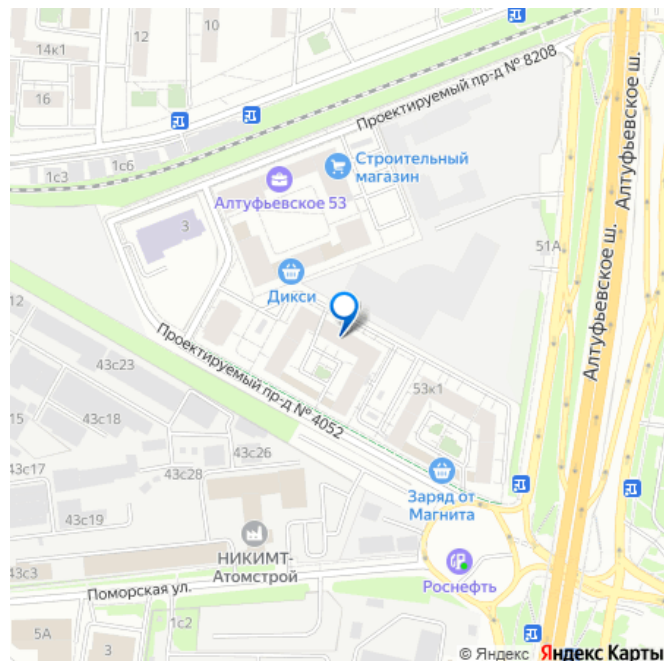 14к1
12
10
16
Проектируемый пр-д № 8208
Алтуфьевское ш.
1с3
1с6
Строительный
магазин
Алтуфьевское 53
3
51А
Дикси
Алтуфьевское ш.
12
Проектируемый пр-д № 4052
43с23
53к1
15
43с18
43с17
43с26
43с28
Заряд от
Магнита
43с19
НИКИМТ-
Атомстрой
43с3
Поморская ул.
Роснефть
1с2
5А
3
© Яндекс Яндекс Карты